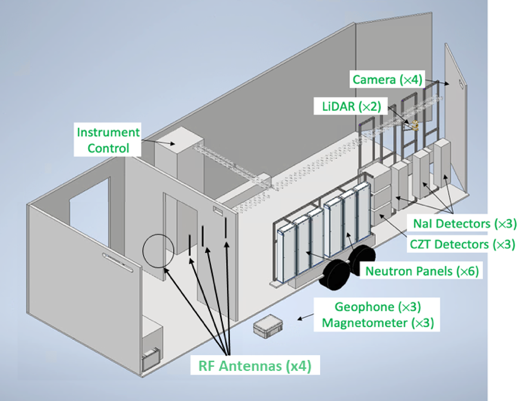 Camera (×4)
LiDAR (×2)
Instrument
Control
NaI Detectors (×3)
CZT Detectors (×3)
Neutron Panels (×6)
Geophone (×3)
Magnetometer (×3)
RF Antennas (x4)